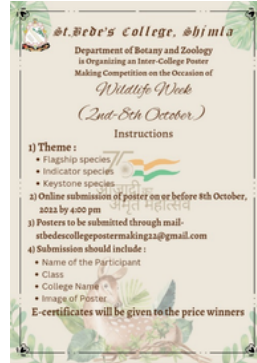 St.Bede's College, Shimla
Department of Botany and Zoology
is Organizing an Inter-College Poster
Making Competition on the Occasion of
Wildlife Week
(2nd-8th October)
Instructions
1) Theme :
• Flagship species
• Indicator species
• Keystone species
आज़ादी का
अमृत महोत्सव
2) Online submission of poster on or before 8th October,
2022 by 4:00 pm
3) Posters to be submitted through mail-
stbedescollegepostermaking22@gmail.com
4) Submission should include :
• Name of the Participant
• Class
• College Name
• Image of Poster
E-certificates will be given to the price winners